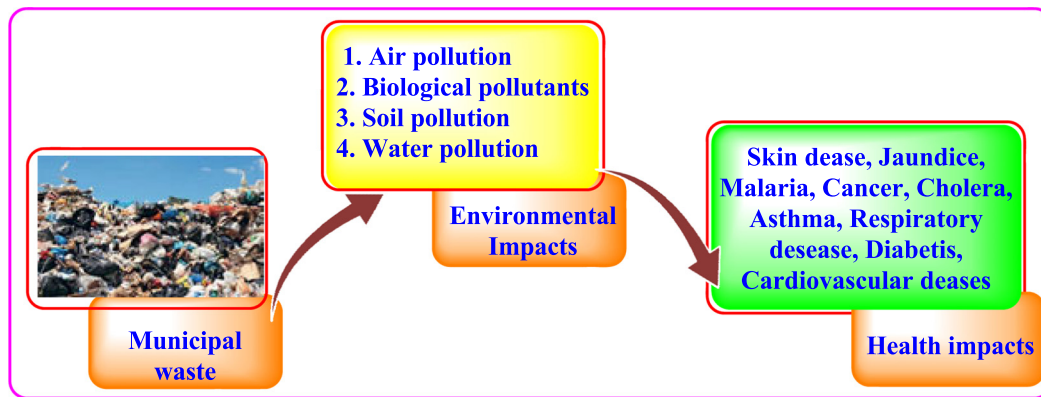 Municipal
waste
1. Air pollution
2. Biological pollutants
3. Soil pollution
4. Water pollution
Environmental
Impacts
Skin dease, Jaundice,
Malaria, Cancer, Cholera,
Asthma, Respiratory
desease, Diabetis,
Cardiovascular deases
Health impacts